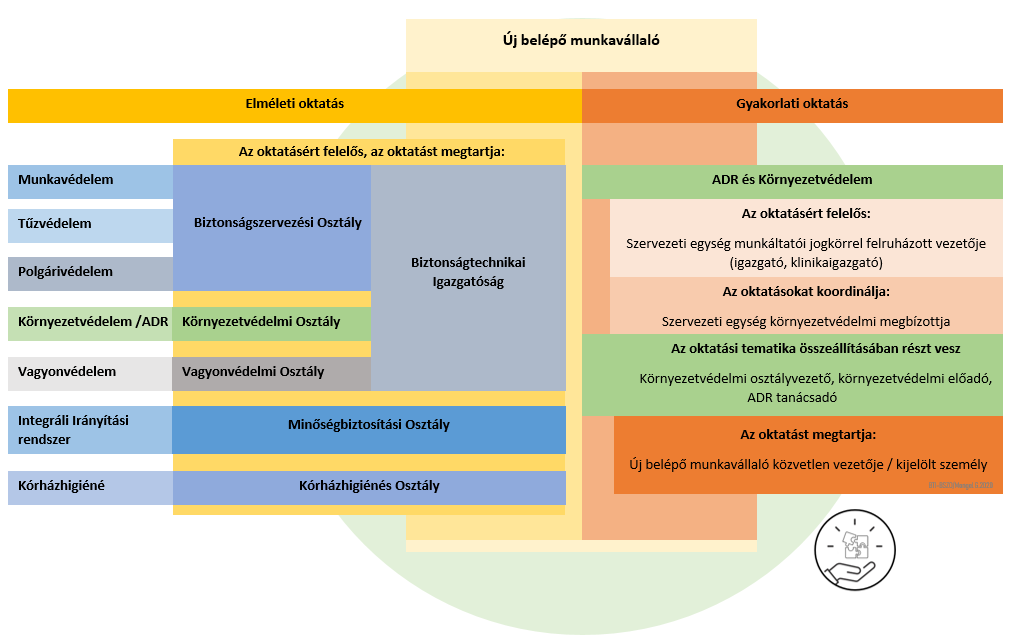 Új belépő munkavállaló
Elméleti oktatás
Gyakorlati oktatás
Az oktatásért felelős, az oktatást megtartja:
Munkavédelem
Tűzvédelem
Polgárivédelem
Környezetvédelem /ADR
Vagyonvédelem
Integráli Irányítási
rendszer
Kórházhigiéné
Biztonságszervezési Osztály
Környezetvédelmi Osztály
Vagyonvédelmi Osztály
Biztonságtechnikai
Igazgatóság
Minőségbiztosítási Osztály
Kórházhigiénés Osztály
ADR és Környezetvédelem
Az oktatásért felelős:
Szervezeti egység munkáltatói jogkörrel felruházott vezetője
(igazgató, klinikaigazgató)
Az oktatásokat koordinálja:
Szervezeti egység környezetvédelmi megbízottja
Az oktatási tematika összeállításában részt vesz
Környezetvédelmi osztályvezető, környezetvédelmi előadó,
ADR tanácsadó
Az oktatást megtartja:
Új belépő munkavállaló közvetlen vezetője / kijelölt személy